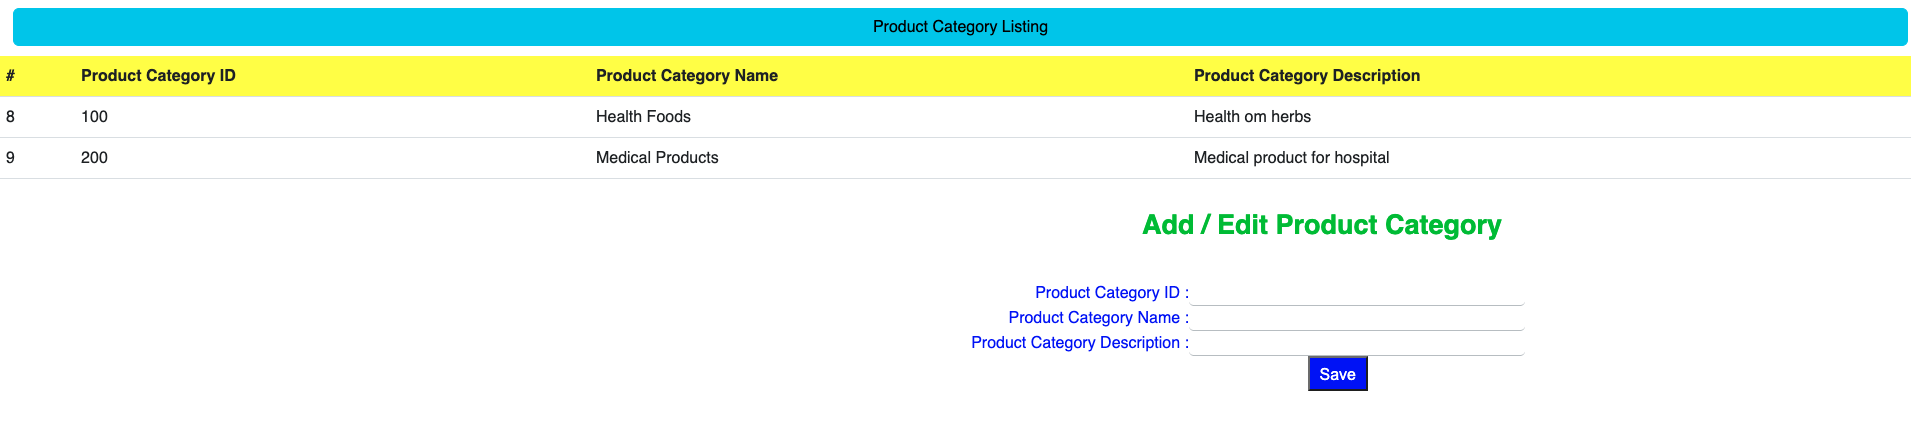 Product Category Listing
# Product Category ID Product Category Name Product Category Description
8 100 Health Foods Health om herbs
9 200 Medical Products Medical product for hospital
Add / Edit Product Category
Product Category ID :
Product Category Name :
Product Category Description :
Save